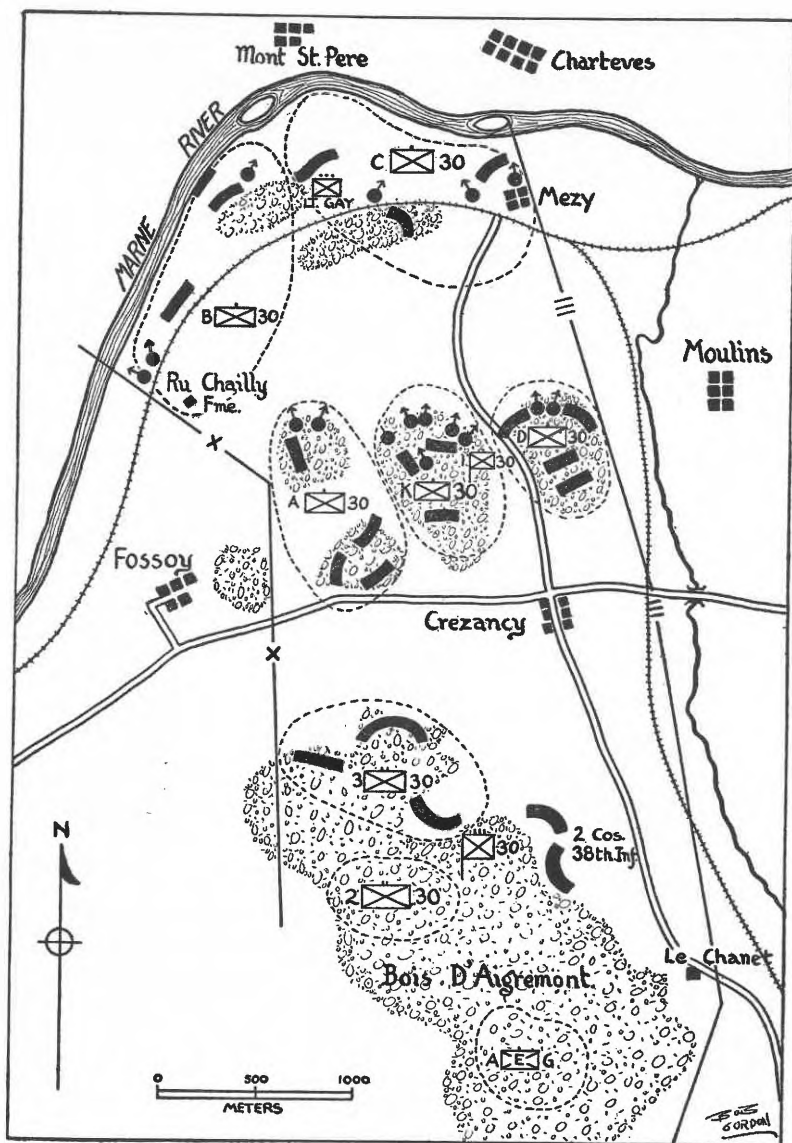 Mont St. Pere
Charteves
MARNE RIVER
C 30
LT. GAY
Mezy
B 30
Moulins
Ru Chailly
Fme.
X
A 30
K 30
I 30
D 30
Fossoy
Crezancy
X
3 30
30
2 Cos.
38th. Inf.
2 30
N
Bois D'Aigremont
Le Chanet
A E G
0 500 1000
METERS
GORDON